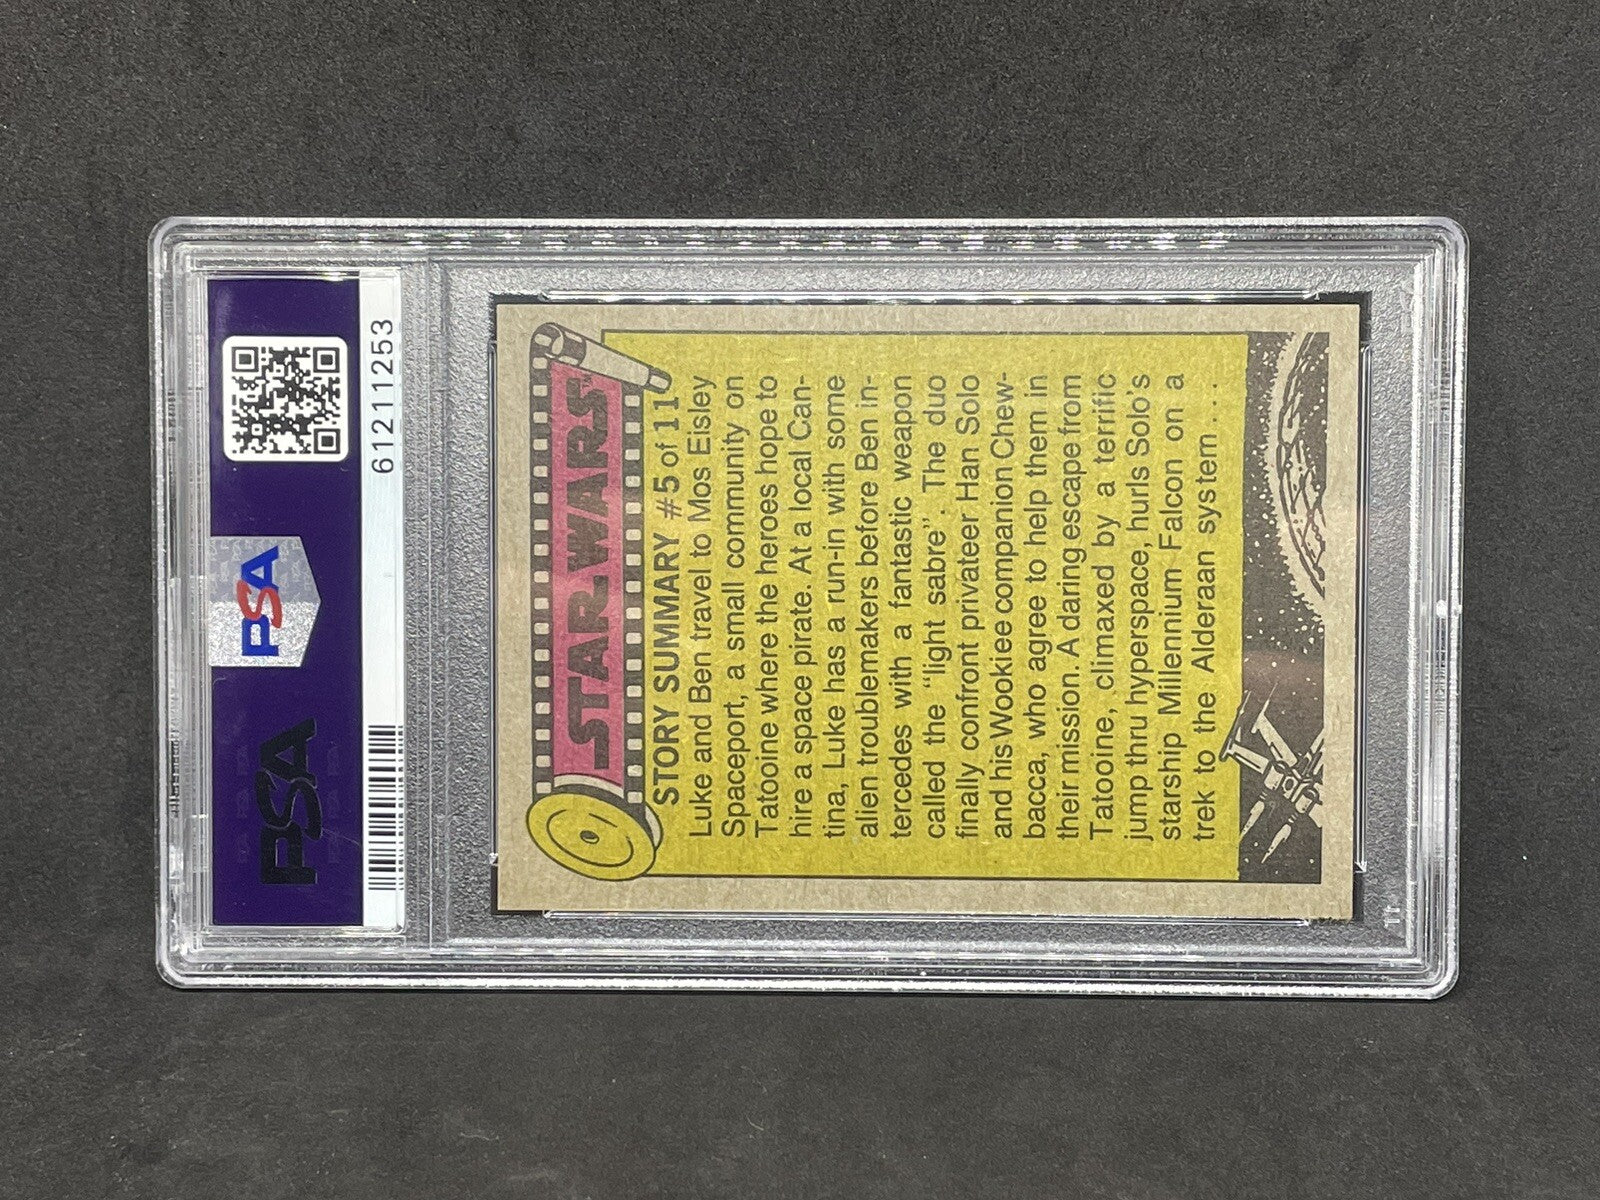 PSA
PSA
61211253
STAR WARS™
STORY SUMMARY #5 of 11
Luke and Ben travel to Mos Eisley
Spaceport, a small community on
Tatooine where the heroes hope to
hire a space pirate. At a local Can-
tina, Luke has a run-in with some
alien troublemakers before Ben in-
tercedes with a fantastic weapon
called the "light sabre". The duo
finally confront privateer Han Solo
and his Wookiee companion Chew-
bacca, who agree to help them in
their mission. A daring escape from
Tatooine, climaxed by a terrific
jump thru hyperspace, hurls Solo's
starship Millennium Falcon on a
trek to the Alderaan system . . . .